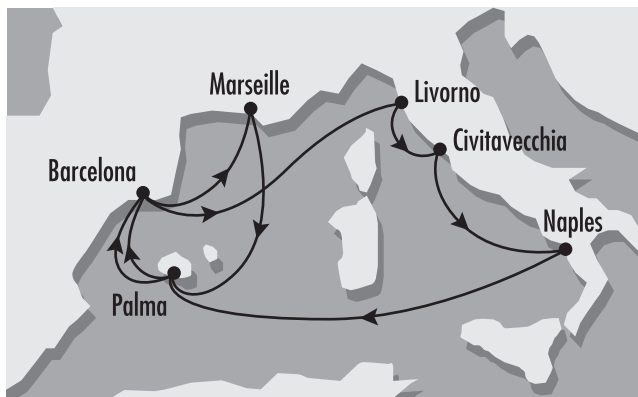 Marseille
Livorno
Civitavecchia
Barcelona
Naples
Palma